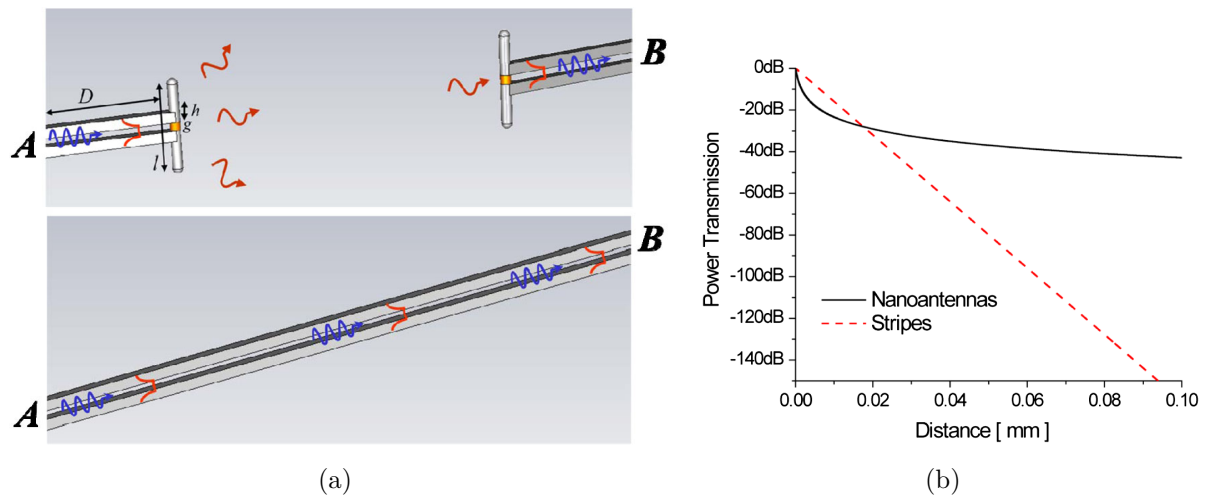 D
h
g
l
A
B
A
B
0dB
-20dB
-40dB
-60dB
-80dB
-100dB
-120dB
-140dB
Power Transmission
Nanoantennas
Stripes
0.00 0.02 0.04 0.06 0.08 0.10
Distance [ mm ]
(a)
(b)